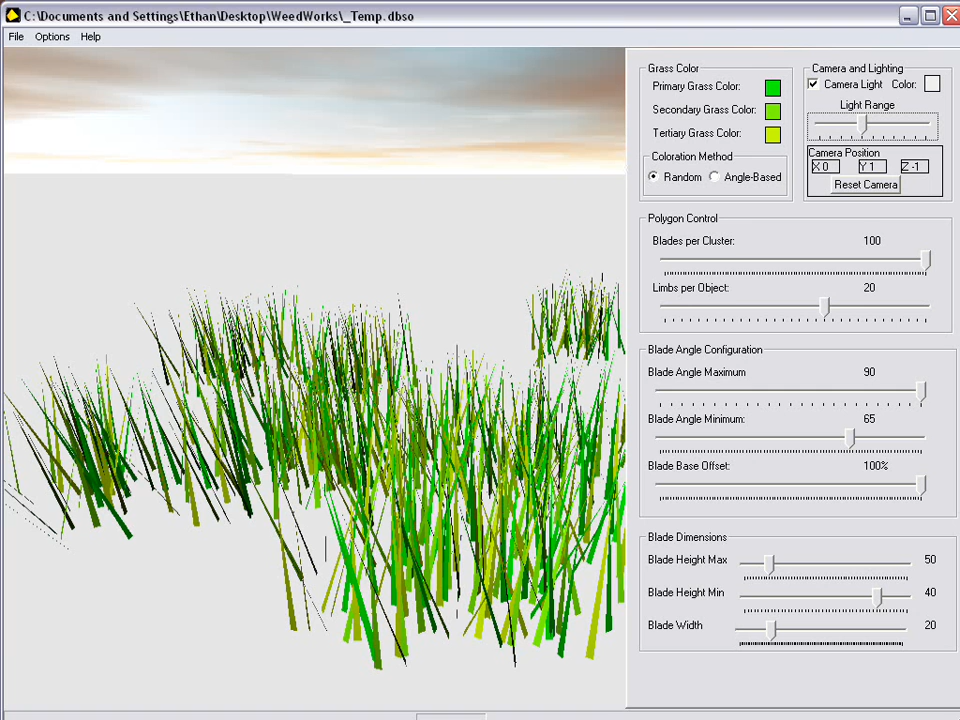 C:\Documents and Settings\Ethan\Desktop\WeedWorks\_Temp.dbso
File Options Help
Grass Color
Primary Grass Color:
Secondary Grass Color:
Tertiary Grass Color:
Coloration Method
Random Angle-Based
Camera and Lighting
Camera Light Color:
Light Range
Camera Position
X 0 Y 1 Z -1
Reset Camera
Polygon Control
Blades per Cluster: 100
Limbs per Object: 20
Blade Angle Configuration
Blade Angle Maximum 90
Blade Angle Minimum: 65
Blade Base Offset: 100%
Blade Dimensions
Blade Height Max 50
Blade Height Min 40
Blade Width 20